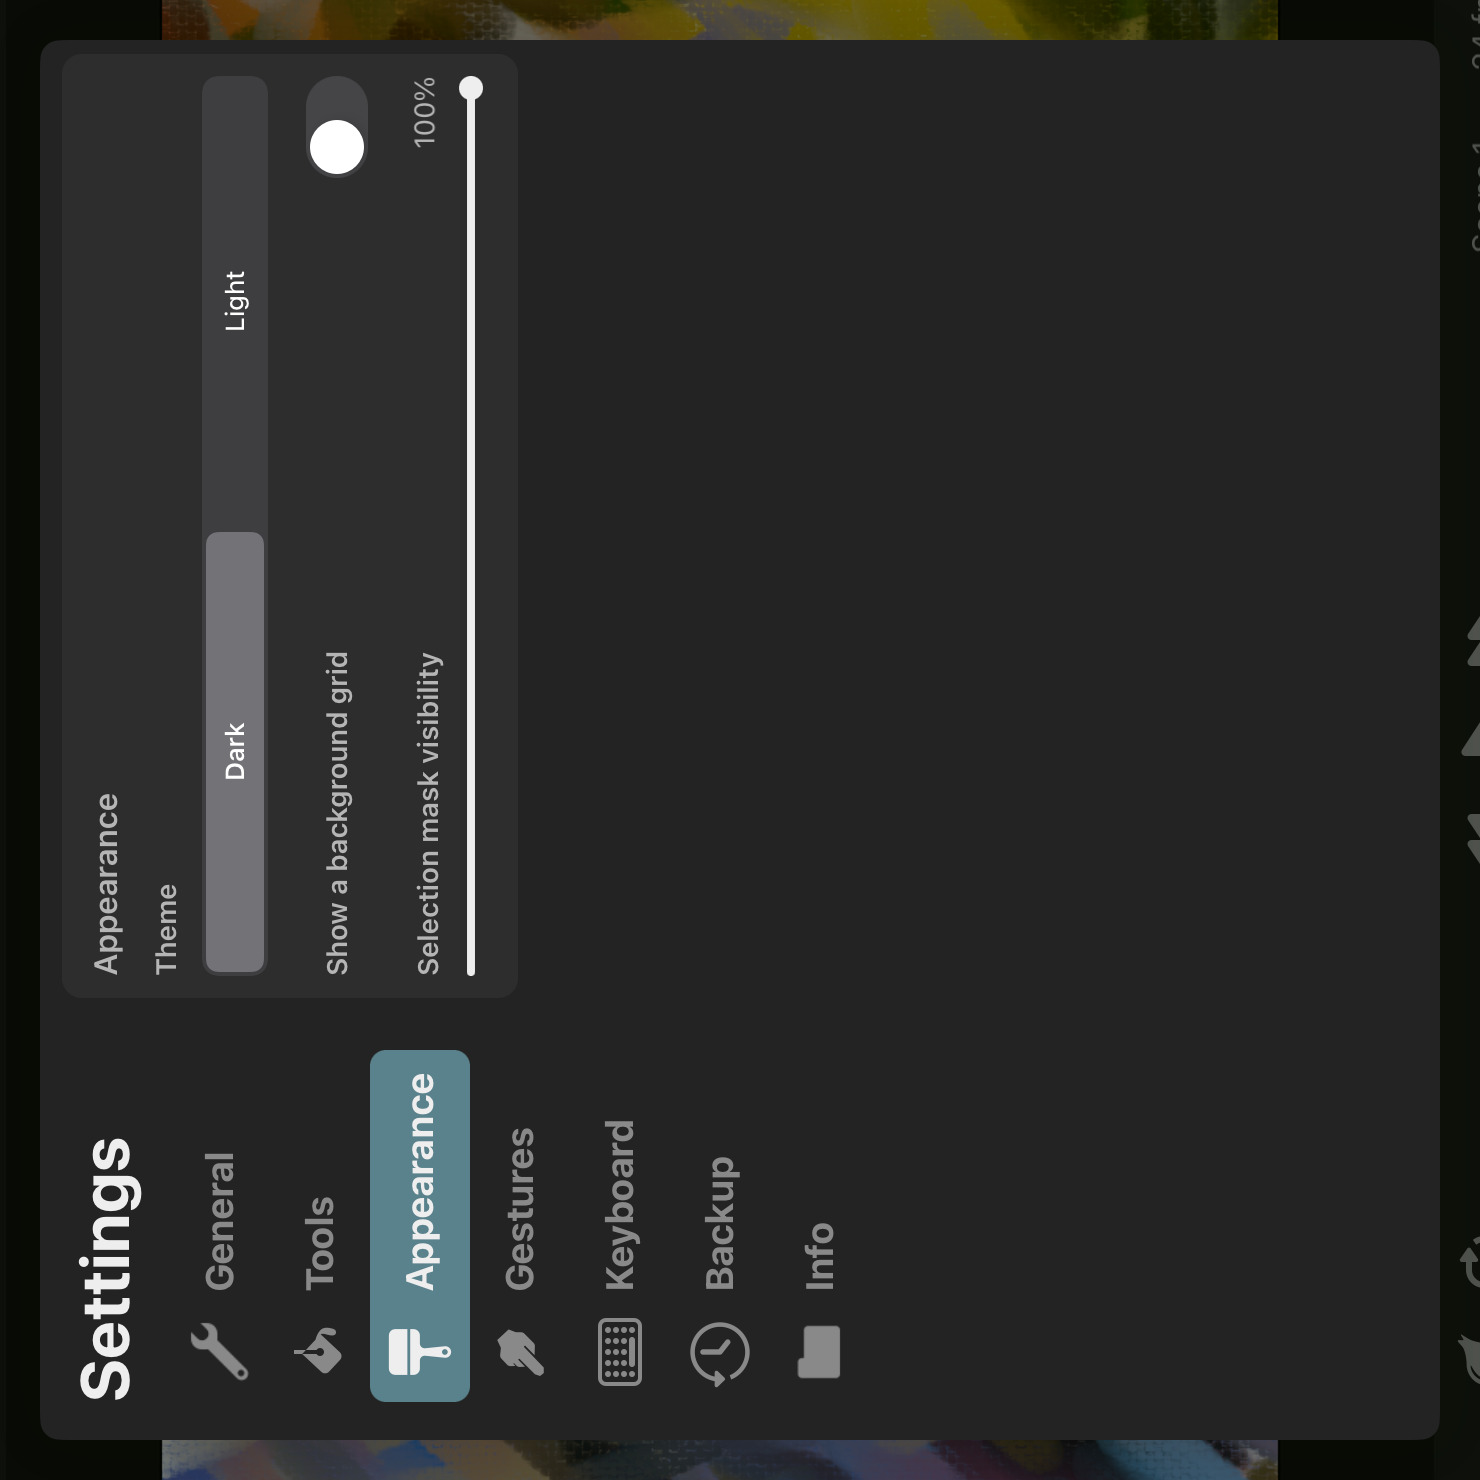 Settings
General
Tools
Appearance
Gestures
Keyboard
Backup
Info
Appearance
Theme
Dark
Light
Show a background grid
Selection mask visibility
100%